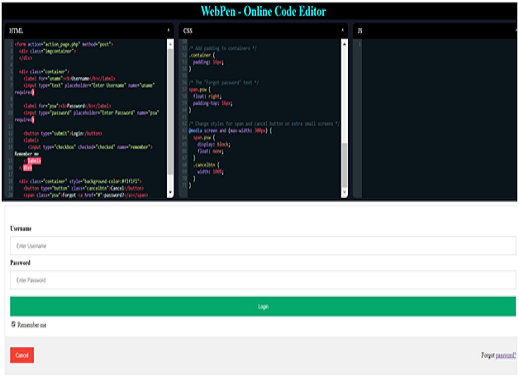 WebPen - Online Code Editor
HTML
CSS
JS
<form action="action_page.php" method="post">
<div class="imgcontainer">
</div>
<div class="container">
<label for="uname"><b>Username</b></label>
<input type="text" placeholder="Enter Username" name="uname"
required>
<label for="psw"><b>Password</b></label>
<input type="password" placeholder="Enter Password" name="psw"
required>
<button type="submit">Login</button>
<label>
<input type="checkbox" checked="checked" name="remember">
Remember me
</label>
</div>
<div class="container" style="background-color:#f1f1f1">
<button type="button" class="cancelbtn">Cancel</button>
<span class="psw">Forgot <a href="#">password?</a></span>
/* Add padding to containers */
.container {
padding: 16px;
}
/* The "Forgot password" text */
span.psw {
float: right;
padding-top: 16px;
}
/* Change styles for span and cancel button on extra small screens */
@media screen and (max-width: 300px) {
span.psw {
display: block;
float: none;
}
.cancelbtn {
width: 100%;
}
}
Username
Enter Username
Password
Enter Password
Login
Remember me
Cancel
Forgot password?